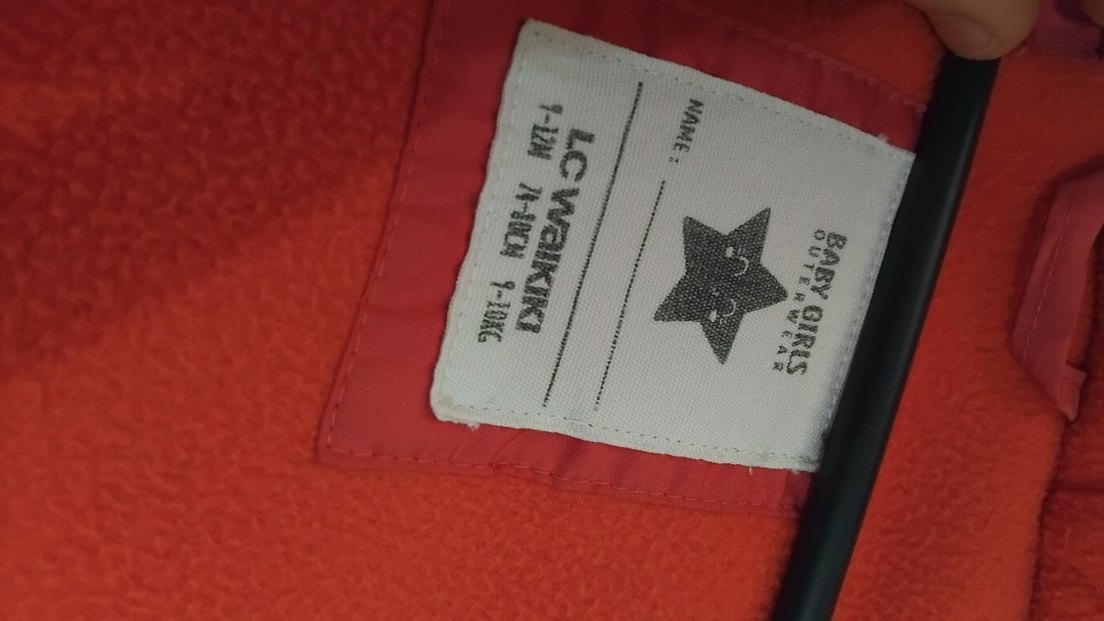 BABY GIRLS
OUTERWEAR
NAME :
LC WAIKIKI
9-12M 74-80CM 9-10KG